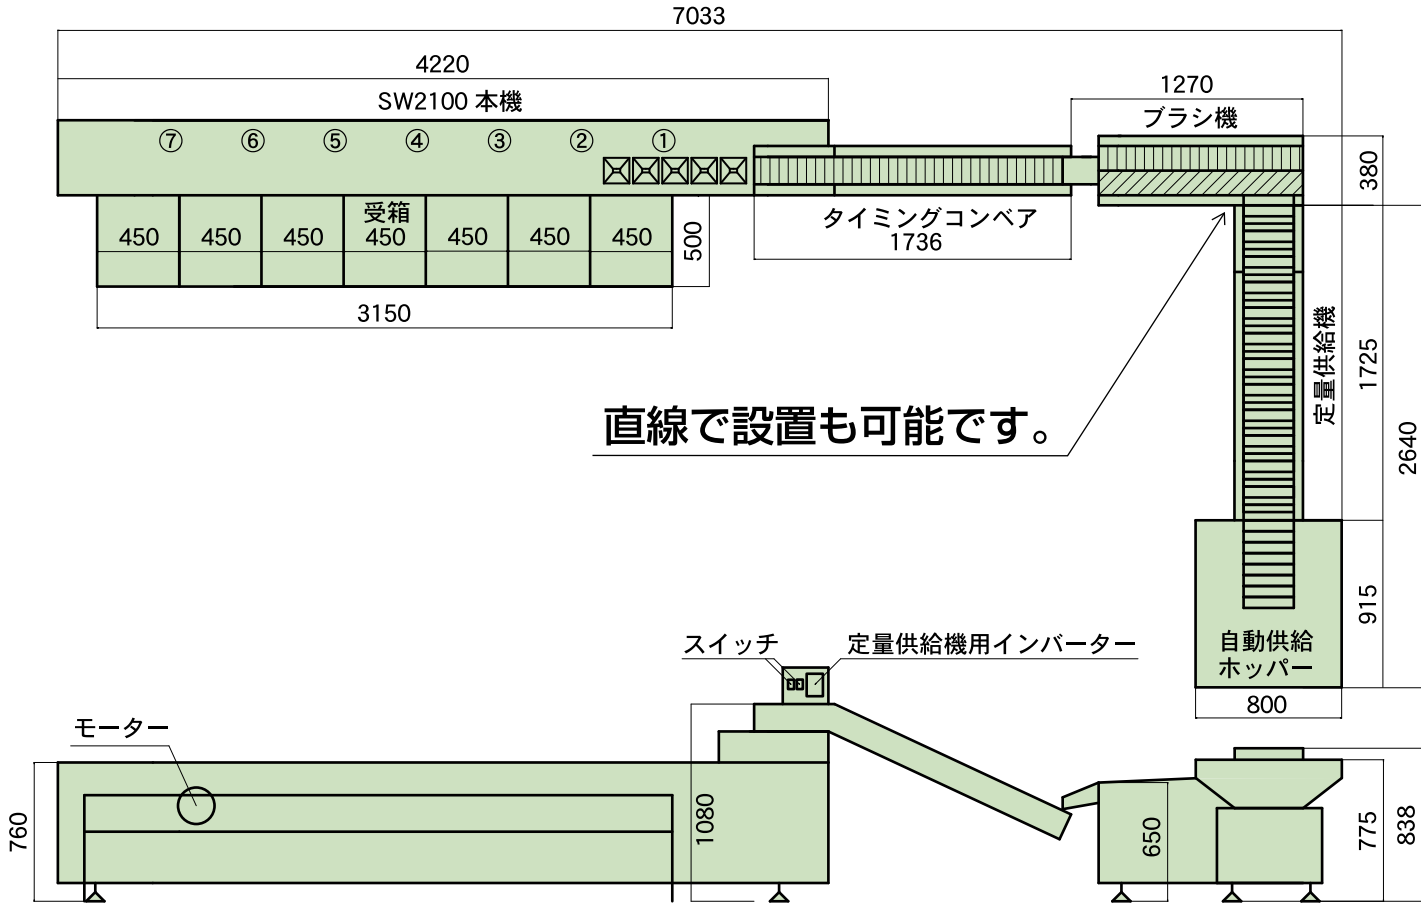 7033
4220
SW2100 本機
1270
ブラシ機
⑦ ⑥ ⑤ ④ ③ ② ①
380
受箱
450 450 450 450 450 450 450
500
タイミングコンベア
1736
3150
定量供給機
1725
2640
直線で設置も可能です。
915
自動供給
ホッパー
800
スイッチ
定量供給機用インバーター
モーター
760
1080
650
775
838